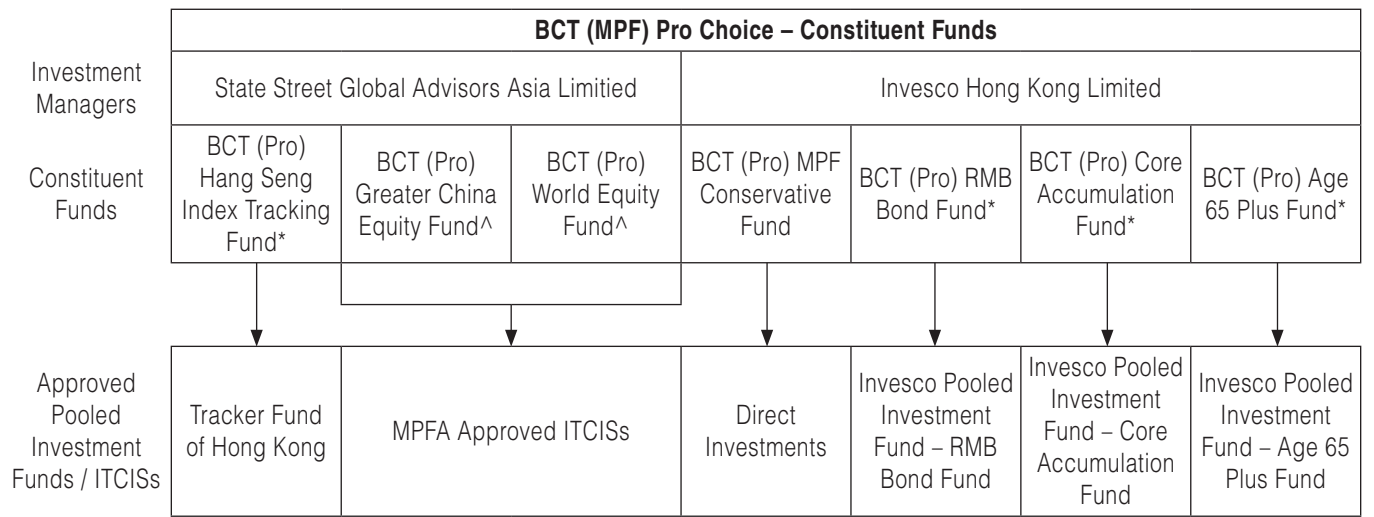 BCT (MPF) Pro Choice – Constituent Funds
Investment
Managers
State Street Global Advisors Asia Limitied
Invesco Hong Kong Limited
Constituent
Funds
BCT (Pro)
Hang Seng
Index Tracking
Fund*
BCT (Pro)
Greater China
Equity Fund^
BCT (Pro)
World Equity
Fund^
BCT (Pro) MPF
Conservative
Fund
BCT (Pro) RMB
Bond Fund*
BCT (Pro) Core
Accumulation
Fund*
BCT (Pro) Age
65 Plus Fund*
Approved
Pooled
Investment
Funds / ITCISs
Tracker Fund
of Hong Kong
MPFA Approved ITCISs
Direct
Investments
Invesco Pooled
Investment
Fund – RMB
Bond Fund
Invesco Pooled
Investment
Fund – Core
Accumulation
Fund
Invesco Pooled
Investment
Fund – Age 65
Plus Fund